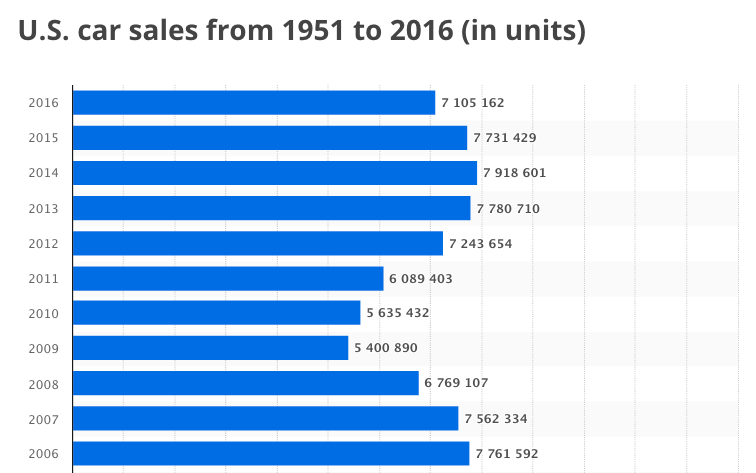 U.S. car sales from 1951 to 2016 (in units)
2016 7 105 162
2015 7 731 429
2014 7 918 601
2013 7 780 710
2012 7 243 654
2011 6 089 403
2010 5 635 432
2009 5 400 890
2008 6 769 107
2007 7 562 334
2006 7 761 592